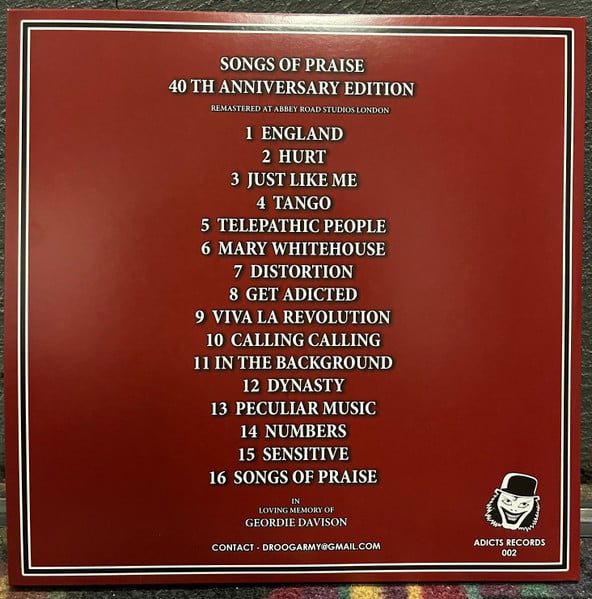 SONGS OF PRAISE
40 TH ANNIVERSARY EDITION
REMASTERED AT ABBEY ROAD STUDIOS LONDON
1 ENGLAND
2 HURT
3 JUST LIKE ME
4 TANGO
5 TELEPATHIC PEOPLE
6 MARY WHITEHOUSE
7 DISTORTION
8 GET ADICTED
9 VIVA LA REVOLUTION
10 CALLING CALLING
11 IN THE BACKGROUND
12 DYNASTY
13 PECULIAR MUSIC
14 NUMBERS
15 SENSITIVE
16 SONGS OF PRAISE
IN
LOVING MEMORY OF
GEORDIE DAVISON
CONTACT - DROOGARMY@GMAIL.COM
ADICTS RECORDS
002